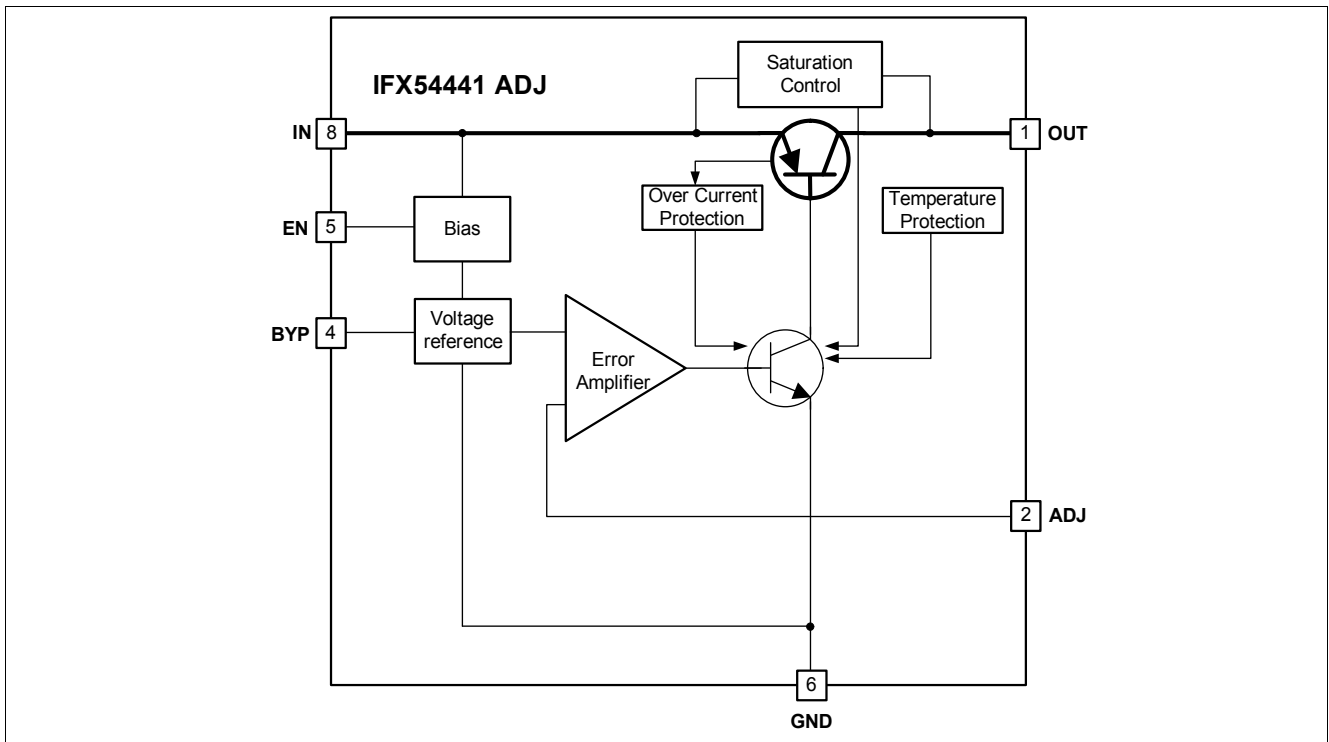 IFX54441 ADJ
Saturation
Control
IN 8
1 OUT
Over Current
Protection
Temperature
Protection
EN 5
Bias
BYP 4
Voltage
reference
Error
Amplifier
2 ADJ
6
GND